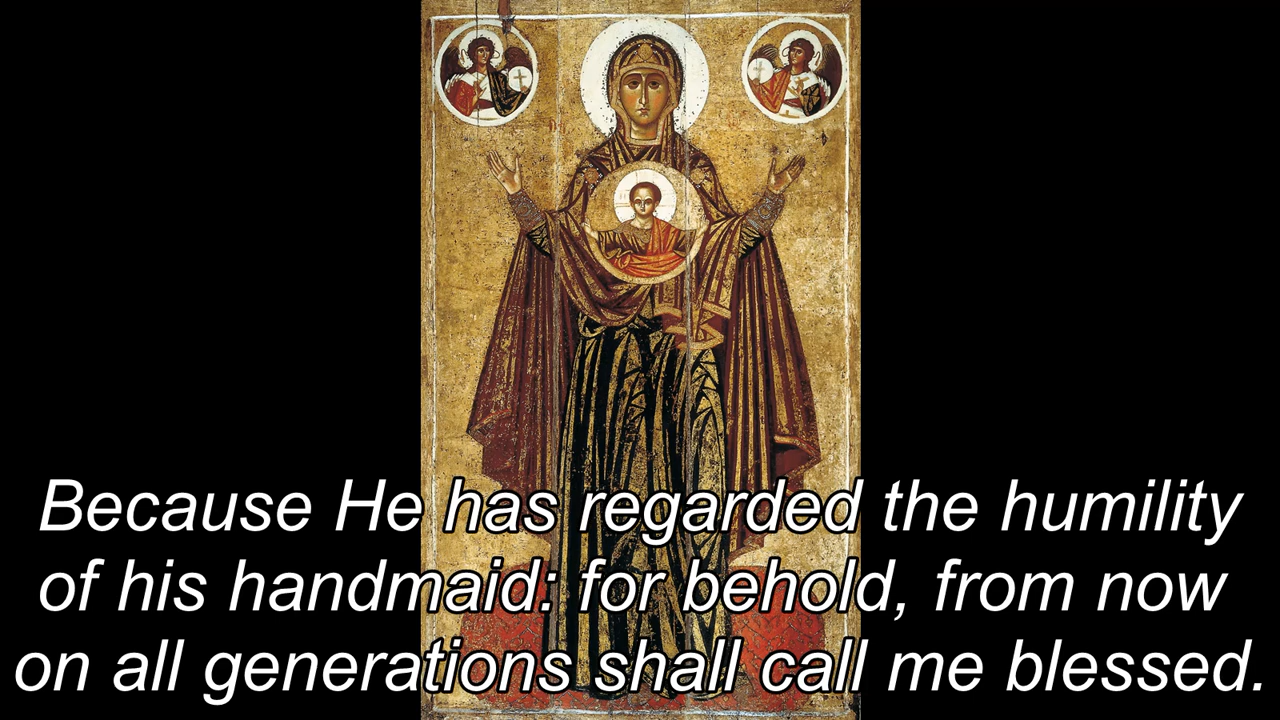 Because He has regarded the humility
of his handmaid: for behold, from now
on all generations shall call me blessed.